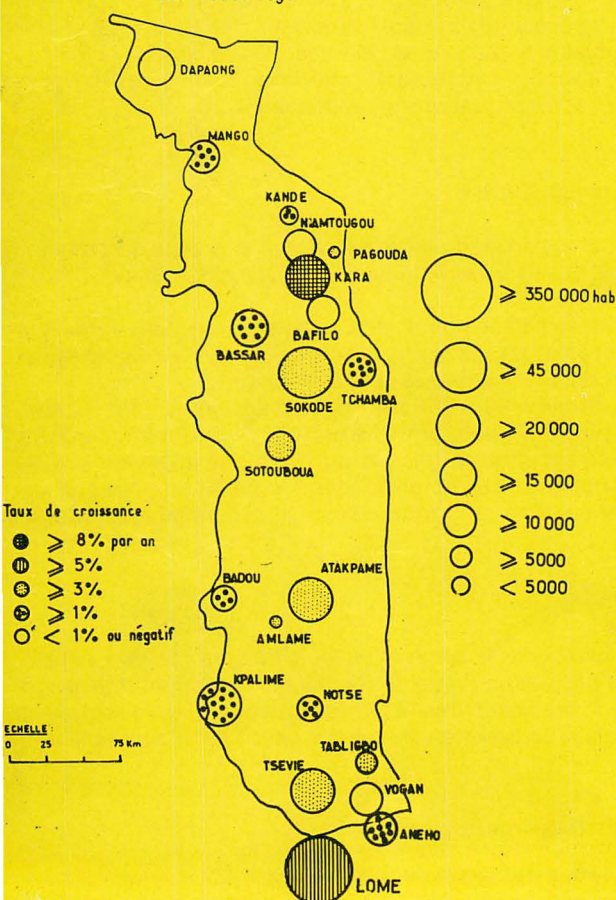 DAPAONG
MANGO
KANDE
NIAMTOUGOU
PAGOUDA
KARA
BAFILO
BASSAR
SOKODE
TCHAMBA
SOTOUBOUA
⩾ 350 000 hab
⩾ 45 000
⩾ 20 000
⩾ 15 000
⩾ 10 000
⩾ 5000
< 5000
Taux de croissance
⩾ 8% par an
⩾ 5%
⩾ 3%
⩾ 1%
< 1% ou négatif
BADOU
ATAKPAME
AMLAME
KPALIME
NOTSE
ECHELLE :
0 25 75 Km
TABLIGBO
TSEVIE
VOGAN
ANEHO
LOME